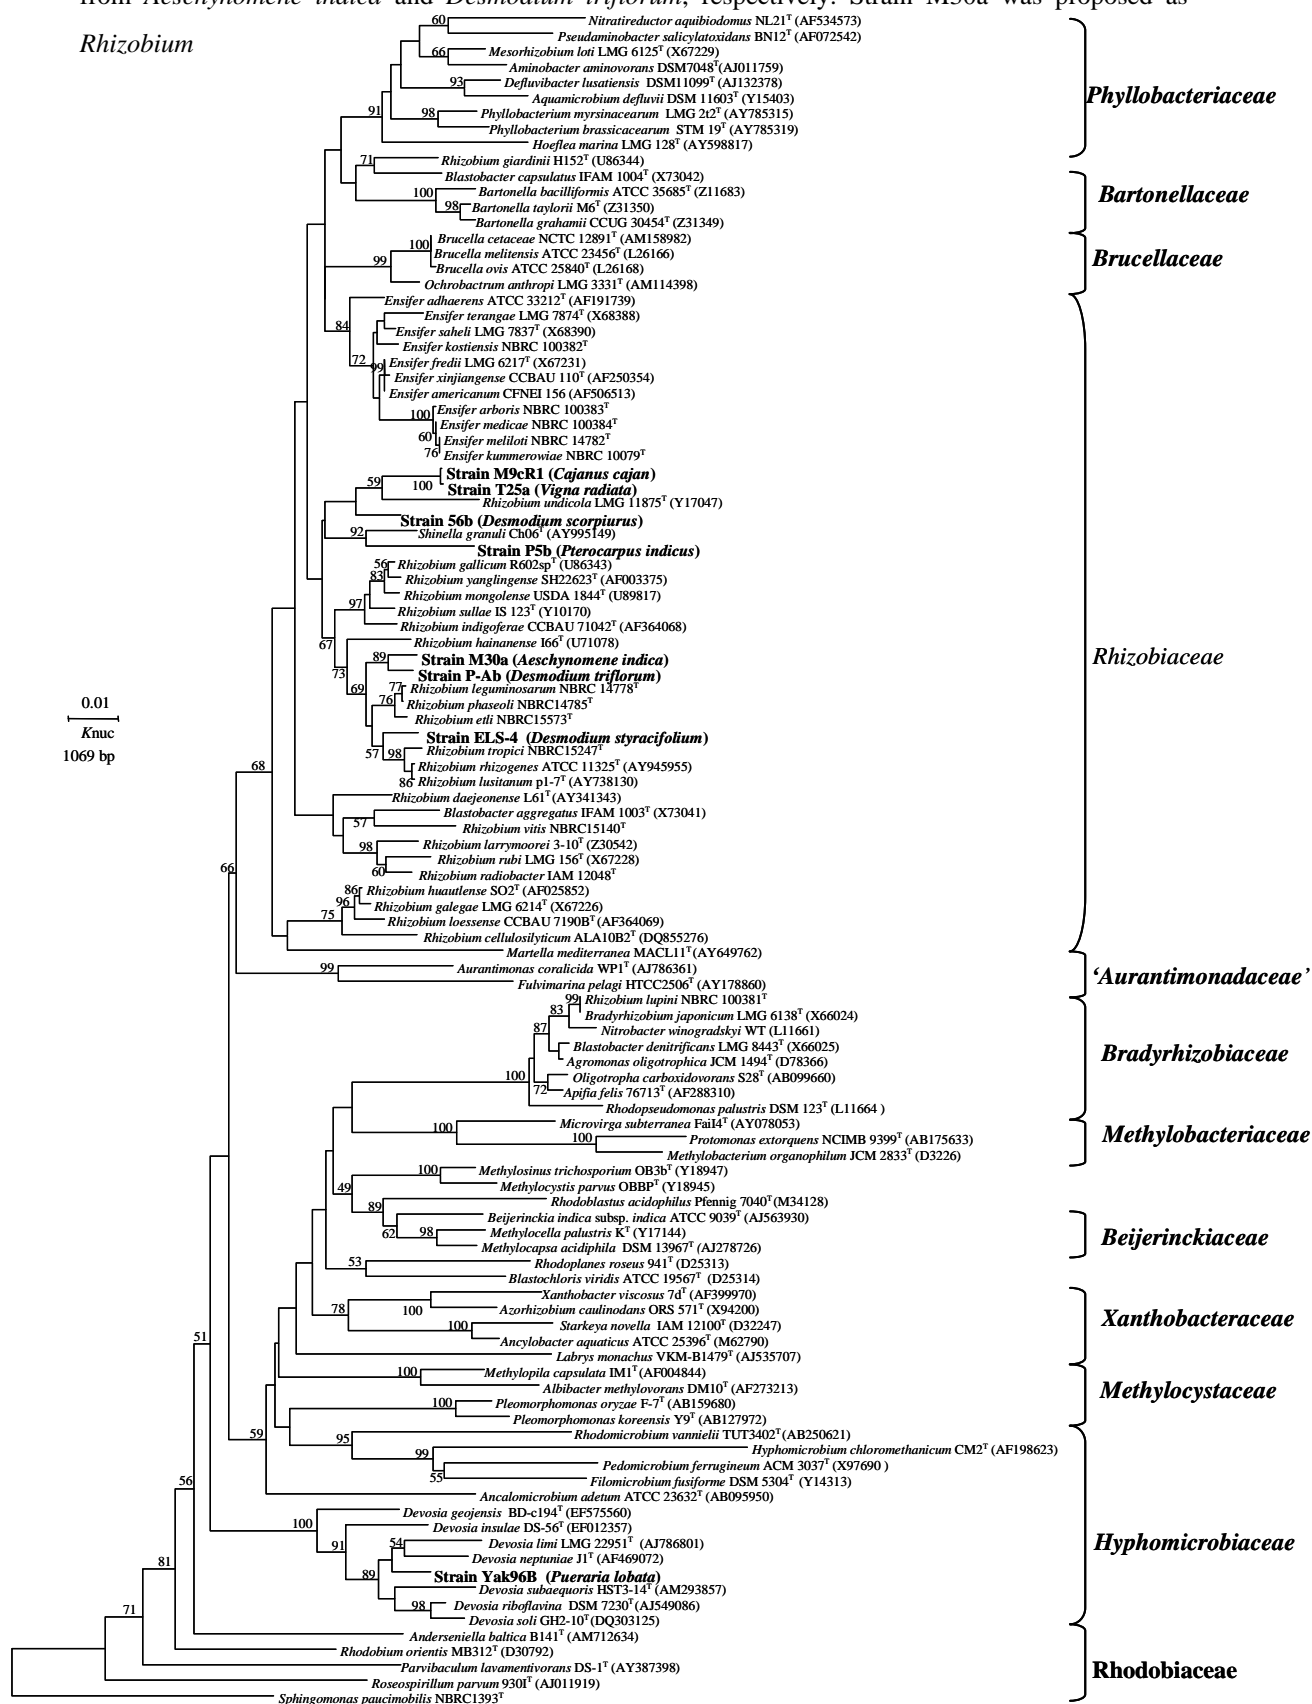 from Aeschynomene indica and Desmodium triflorum, respectively. Strain M30a was proposed as
Rhizobium
60 Nitratireductor aquibiodomus NL21T (AF534573)
Pseudaminobacter salicylatoxidans BN12T (AF072542)
66 Mesorhizobium loti LMG 6125T (X67229)
Aminobacter aminovorans DSM7048T(AJ011759)
93 Defluvibacter lusatiensis DSM11099T (AJ132378)
Aquamicrobium defluvii DSM 11603T (Y15403)
Phyllobacteriaceae
91 98 Phyllobacterium myrsinacearum LMG 2t2T (AY785315)
Phyllobacterium brassicacearum STM 19T (AY785319)
Hoeflea marina LMG 128T (AY598817)
71 Rhizobium giardinii H152T (U86344)
Blastobacter capsulatus IFAM 1004T (X73042)
100 Bartonella bacilliformis ATCC 35685T (Z11683)
Bartonellaceae
98 Bartonella taylorii M6T (Z31350)
Bartonella grahamii CCUG 30454T (Z31349)
100 Brucella cetaceae NCTC 12891T (AM158982)
Brucella melitensis ATCC 23456T (L26166)
Brucellaceae
99 Brucella ovis ATCC 25840T (L26168)
Ochrobactrum anthropi LMG 3331T (AM114398)
Ensifer adhaerens ATCC 33212T (AF191739)
84 Ensifer terangae LMG 7874T (X68388)
Ensifer saheli LMG 7837T (X68390)
Ensifer kostiensis NBRC 100382T
72 99 Ensifer fredii LMG 6217T (X67231)
Ensifer xinjiangense CCBAU 110T (AF250354)
Ensifer americanum CFNEI 156 (AF506513)
100 Ensifer arboris NBRC 100383T
Ensifer medicae NBRC 100384T
60 Ensifer meliloti NBRC 14782T
76 Ensifer kummerowiae NBRC 10079T
59 100 Strain M9cR1 (Cajanus cajan)
Strain T25a (Vigna radiata)
Rhizobium undicola LMG 11875T (Y17047)
Strain 56b (Desmodium scorpiurus)
92 Shinella granuli Ch06T (AY995149)
Strain P5b (Pterocarpus indicus)
56 Rhizobium gallicum R602spT (U86343)
83 Rhizobium yanglingense SH22623T (AF003375)
97 Rhizobium mongolense USDA 1844T (U89817)
Rhizobium sullae IS 123T (Y10170)
Rhizobium indigoferae CCBAU 71042T (AF364068)
67 Rhizobium hainanense I66T (U71078)
Rhizobiaceae
73 89 Strain M30a (Aeschynomene indica)
Strain P-Ab (Desmodium triflorum)
69 77 Rhizobium leguminosarum NBRC 14778T
76 Rhizobium phaseoli NBRC14785T
Rhizobium etli NBRC15573T
0.01
Knuc
1069 bp
Strain ELS-4 (Desmodium styracifolium)
57 98 Rhizobium tropici NBRC15247T
Rhizobium rhizogenes ATCC 11325T (AY945955)
86 Rhizobium lusitanum p1-7T (AY738130)
68 Rhizobium daejeonense L61T(AY341343)
57 Blastobacter aggregatus IFAM 1003T (X73041)
Rhizobium vitis NBRC15140T
98 Rhizobium larrymoorei 3-10T (Z30542)
Rhizobium rubi LMG 156T (X67228)
66 60 Rhizobium radiobacter IAM 12048T
86 Rhizobium huautlense SO2T (AF025852)
96 Rhizobium galegae LMG 6214T (X67226)
75 Rhizobium loessense CCBAU 7190BT (AF364069)
Rhizobium cellulosilyticum ALA10B2T (DQ855276)
Martella mediterranea MACL11T(AY649762)
99 Aurantimonas coralicida WP1T (AJ786361)
‘Aurantimonadaceae’
Fulvimarina pelagi HTCC2506T (AY178860)
99 Rhizobium lupini NBRC 100381T
83 Bradyrhizobium japonicum LMG 6138T (X66024)
87 Nitrobacter winogradskyi WT (L11661)
Blastobacter denitrificans LMG 8443T (X66025)
Bradyrhizobiaceae
Agromonas oligotrophica JCM 1494T (D78366)
100 Oligotropha carboxidovorans S28T (AB099660)
72 Apifia felis 76713T (AF288310)
Rhodopseudomonas palustris DSM 123T (L11664 )
100 Microvirga subterranea FaiI4T (AY078053)
Methylobacteriaceae
100 Protomonas extorquens NCIMB 9399T (AB175633)
Methylobacterium organophilum JCM 2833T (D3226)
100 Methylosinus trichosporium OB3bT (Y18947)
49 Methylocystis parvus OBBPT (Y18945)
89 Rhodoblastus acidophilus Pfennig 7040T(M34128)
Beijerinckia indica subsp. indica ATCC 9039T (AJ563930)
62 98 Methylocella palustris KT (Y17144)
Beijerinckiaceae
Methylocapsa acidiphila DSM 13967T (AJ278726)
53 Rhodoplanes roseus 941T (D25313)
Blastochloris viridis ATCC 19567T (D25314)
Xanthobacter viscosus 7dT (AF399970)
78 100 Azorhizobium caulinodans ORS 571T (X94200)
Xanthobacteraceae
100 Starkeya novella IAM 12100T (D32247)
Ancylobacter aquaticus ATCC 25396T (M62790)
51 Labrys monachus VKM-B1479T (AJ535707)
100 Methylopila capsulata IM1T(AF004844)
Albibacter methylovorans DM10T (AF273213)
Methylocystaceae
100 Pleomorphomonas oryzae F-7T (AB159680)
Pleomorphomonas koreensis Y9T (AB127972)
59 95 Rhodomicrobium vannielii TUT3402T(AB250621)
99 Hyphomicrobium chloromethanicum CM2T (AF198623)
Pedomicrobium ferrugineum ACM 3037T (X97690 )
56 55 Filomicrobium fusiforme DSM 5304T (Y14313)
Ancalomicrobium adetum ATCC 23632T (AB095950)
Devosia geojensis BD-c194T (EF575560)
100 Devosia insulae DS-56T (EF012357)
91 54 Devosia limi LMG 22951T (AJ786801)
Hyphomicrobiaceae
81 Devosia neptuniae J1T (AF469072)
89 Strain Yak96B (Pueraria lobata)
Devosia subaequoris HST3-14T (AM293857)
71 98 Devosia riboflavina DSM 7230T(AJ549086)
Devosia soli GH2-10T(DQ303125)
Anderseniella baltica B141T (AM712634)
Rhodobium orientis MB312T (D30792)
Parvibaculum lavamentivorans DS-1T (AY387398)
Rhodobiaceae
Roseospirillum parvum 930IT (AJ011919)
Sphingomonas paucimobilis NBRC1393T